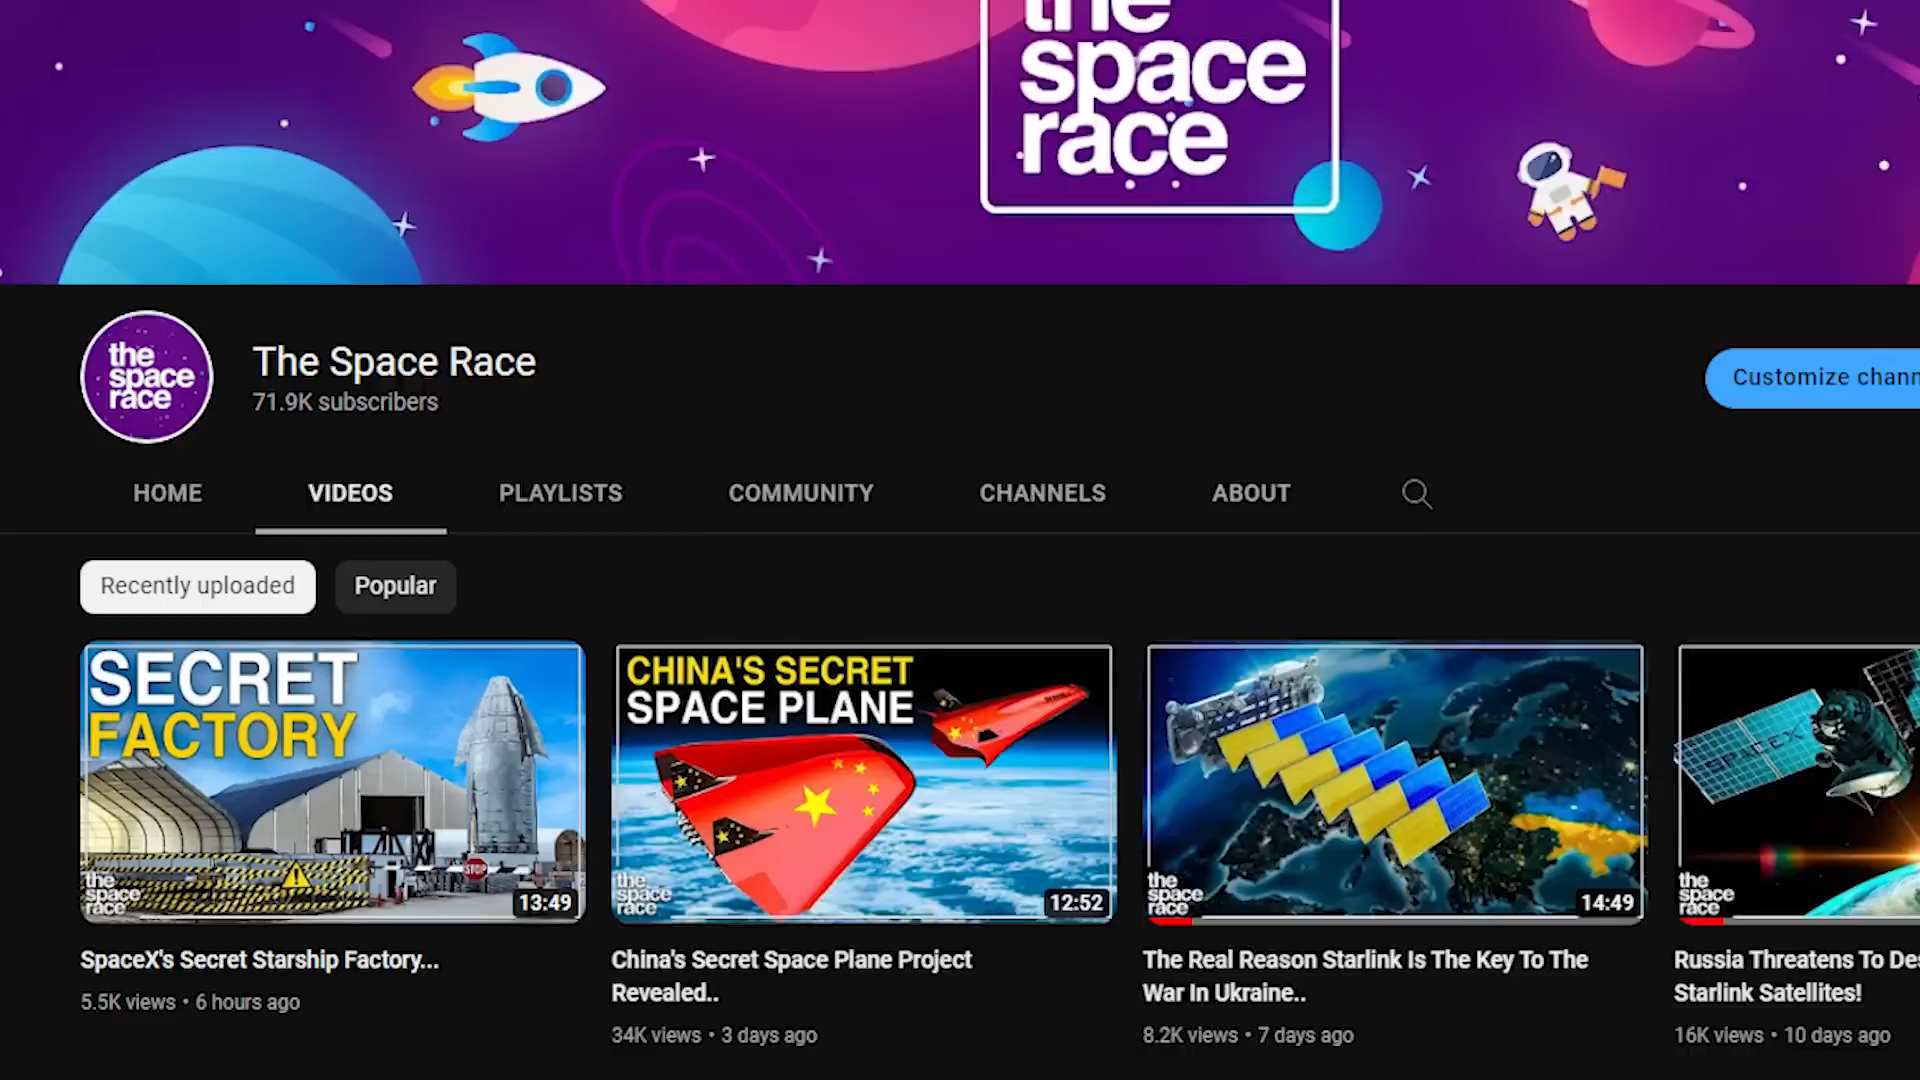 the
space
race
the
space
race
The Space Race
71.9K subscribers
Customize chann
HOME
VIDEOS
PLAYLISTS
COMMUNITY
CHANNELS
ABOUT
Recently uploaded
Popular
SECRET
FACTORY
STOP
the
space
race
13:49
CHINA'S SECRET
SPACE PLANE
the
space
race
12:52
the
space
race
14:49
SPACEX
the
space
race
SpaceX's Secret Starship Factory...
5.5K views • 6 hours ago
China's Secret Space Plane Project
Revealed..
34K views • 3 days ago
The Real Reason Starlink Is The Key To The
War In Ukraine..
8.2K views • 7 days ago
Russia Threatens To Des
Starlink Satellites!
16K views • 10 days ago